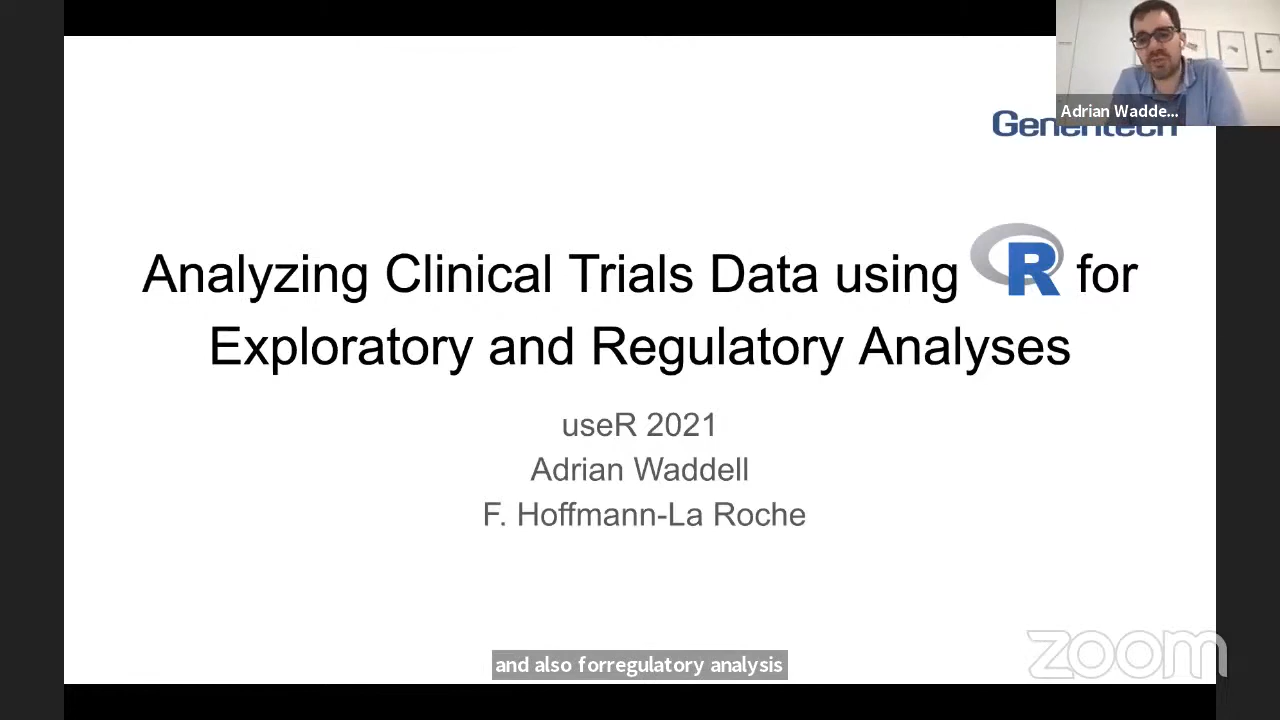 Adrian Wadde...
Genentech
Analyzing Clinical Trials Data using R for
Exploratory and Regulatory Analyses
useR 2021
Adrian Waddell
F. Hoffmann-La Roche
and also forregulatory analysis
zoom